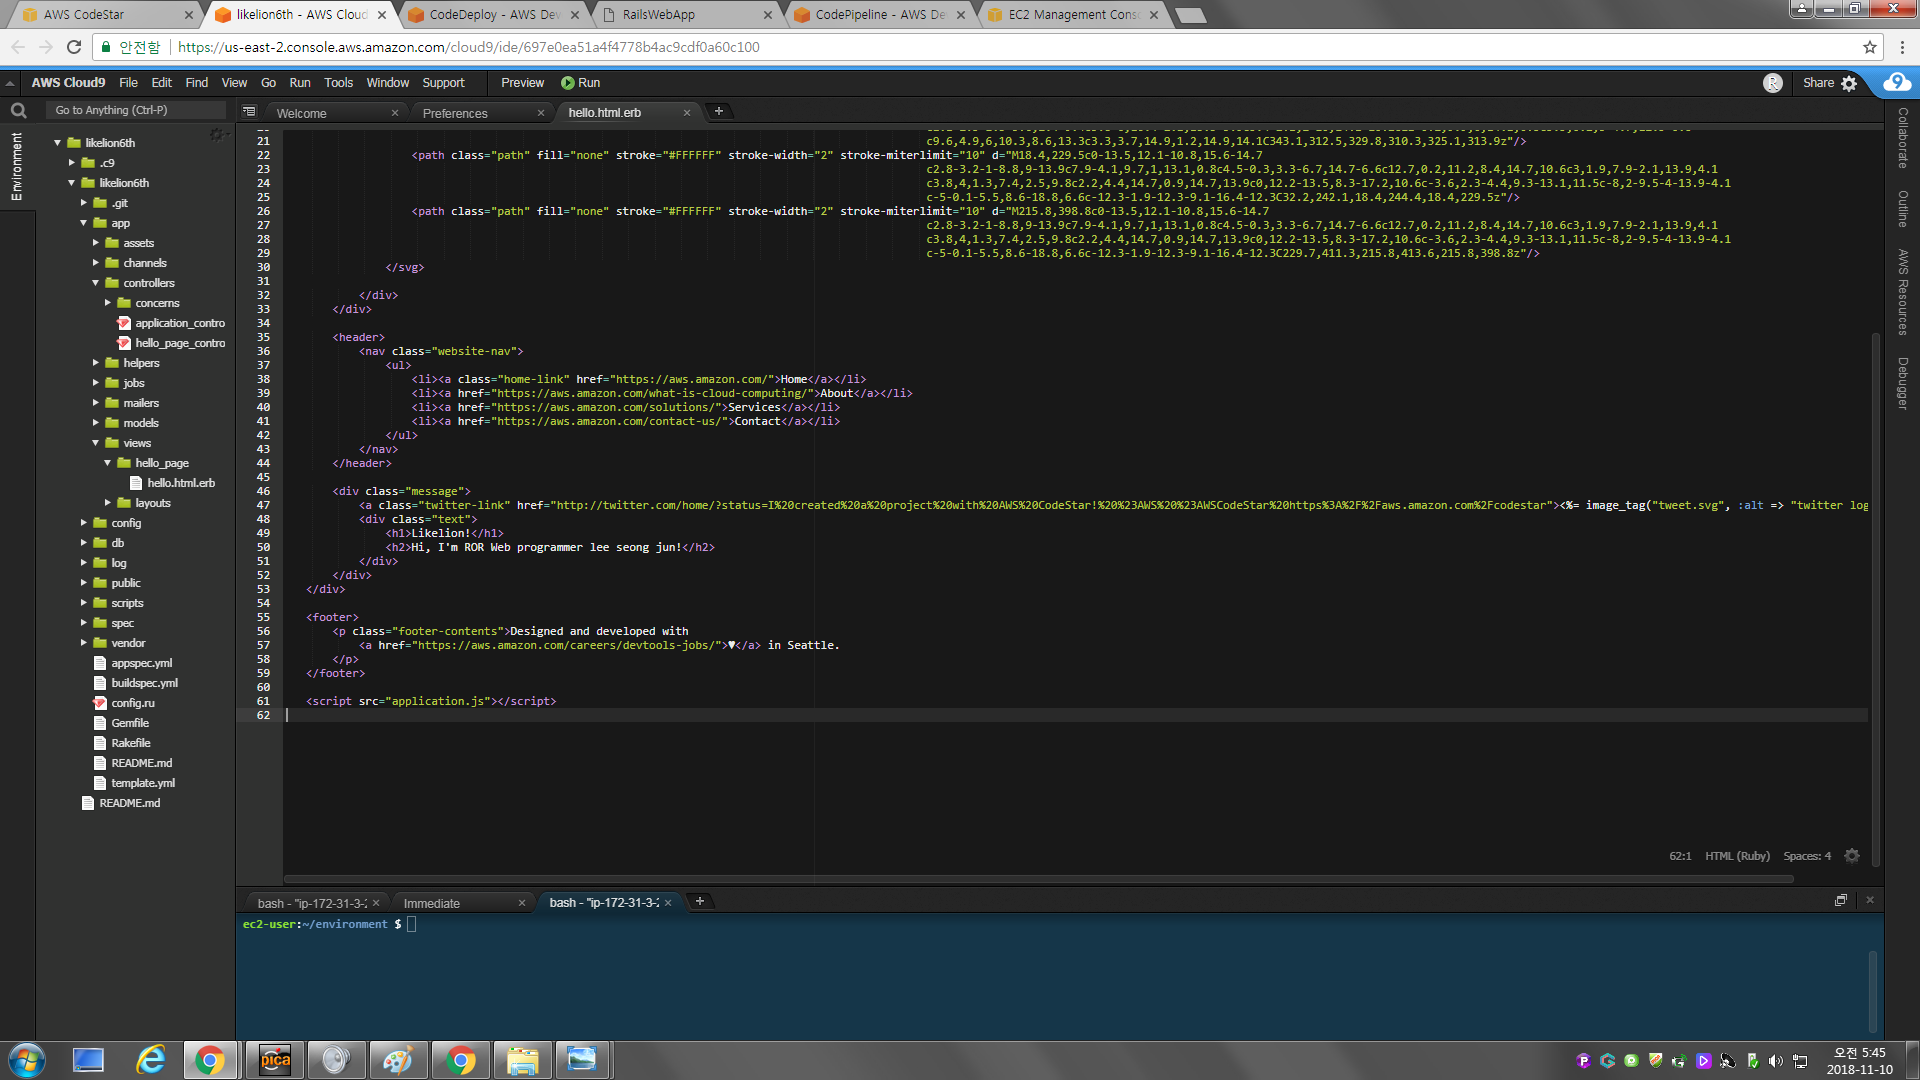 AWS CodeStar
likelion6th - AWS Cloud
CodeDeploy - AWS Dev
RailsWebApp
CodePipeline - AWS De
EC2 Management Conso
안전함
https://us-east-2.console.aws.amazon.com/cloud9/ide/697e0ea51a4f4778b4ac9cdf0a60c100
AWS Cloud9 File Edit Find View Go Run Tools Window Support Preview Run
R Share 9
Go to Anything (Ctrl-P)
Welcome
Preferences
hello.html.erb
Environment
likelion6th
.c9
likelion6th
.git
app
assets
channels
controllers
concerns
application_contro
hello_page_contro
helpers
jobs
mailers
models
views
hello_page
hello.html.erb
layouts
config
db
log
public
scripts
spec
vendor
appspec.yml
buildspec.yml
config.ru
Gemfile
Rakefile
README.md
template.yml
README.md
21 c9.6,4.9,6,10.3,8.6,13.3c3.3,3.7,14.9,1.2,14.9,14.1C343.1,312.5,329.8,310.3,325.1,313.9z"/>
22 <path class="path" fill="none" stroke="#FFFFFF" stroke-width="2" stroke-miterlimit="10" d="M18.4,229.5c0-13.5,12.1-10.8,15.6-14.7
23 c2.8-3.2-1-8.8,9-13.9c7.9-4.1,9.7,1,13.1,0.8c4.5-0.3,3.3-6.7,14.7-6.6c12.7,0.2,11.2,8.4,14.7,10.6c3,1.9,7.9-2.1,13.9,4.1
24 c3.8,4,1.3,7.4,2.5,9.8c2.2,4.4,14.7,0.9,14.7,13.9c0,12.2-13.5,8.3-17.2,10.6c-3.6,2.3-4.4,9.3-13.1,11.5c-8,2-9.5-4-13.9-4.1
25 c-5-0.1-5.5,8.6-18.8,6.6c-12.3-1.9-12.3-9.1-16.4-12.3C32.2,242.1,18.4,244.4,18.4,229.5z"/>
26 <path class="path" fill="none" stroke="#FFFFFF" stroke-width="2" stroke-miterlimit="10" d="M215.8,398.8c0-13.5,12.1-10.8,15.6-14.7
27 c2.8-3.2-1-8.8,9-13.9c7.9-4.1,9.7,1,13.1,0.8c4.5-0.3,3.3-6.7,14.7-6.6c12.7,0.2,11.2,8.4,14.7,10.6c3,1.9,7.9-2.1,13.9,4.1
28 c3.8,4,1.3,7.4,2.5,9.8c2.2,4.4,14.7,0.9,14.7,13.9c0,12.2-13.5,8.3-17.2,10.6c-3.6,2.3-4.4,9.3-13.1,11.5c-8,2-9.5-4-13.9-4.1
29 c-5-0.1-5.5,8.6-18.8,6.6c-12.3-1.9-12.3-9.1-16.4-12.3C229.7,411.3,215.8,413.6,215.8,398.8z"/>
30 </svg>
31
32 </div>
33 </div>
34
35 <header>
36 <nav class="website-nav">
37 <ul>
38 <li><a class="home-link" href="https://aws.amazon.com/">Home</a></li>
39 <li><a href="https://aws.amazon.com/what-is-cloud-computing/">About</a></li>
40 <li><a href="https://aws.amazon.com/solutions/">Services</a></li>
41 <li><a href="https://aws.amazon.com/contact-us/">Contact</a></li>
42 </ul>
43 </nav>
44 </header>
45
46 <div class="message">
47 <a class="twitter-link" href="http://twitter.com/home/?status=I%20created%20a%20project%20with%20AWS%20CodeStar!%20%23AWS%20%23AWSCodeStar%20https%3A%2F%2Faws.amazon.com%2Fcodestar"><%= image_tag("tweet.svg", :alt => "twitter log
48 <div class="text">
49 <h1>Likelion!</h1>
50 <h2>Hi, I'm ROR Web programmer lee seong jun!</h2>
51 </div>
52 </div>
53 </div>
54
55 <footer>
56 <p class="footer-contents">Designed and developed with
57 <a href="https://aws.amazon.com/careers/devtools-jobs/">♥</a> in Seattle.
58 </p>
59 </footer>
60
61 <script src="application.js"></script>
62
62:1 HTML (Ruby) Spaces: 4
Collaborate
Outline
AWS Resources
Debugger
bash - "ip-172-31-3-2
Immediate
bash - "ip-172-31-3-2
ec2-user:~/environment $
pica
오전 5:45
2018-11-10